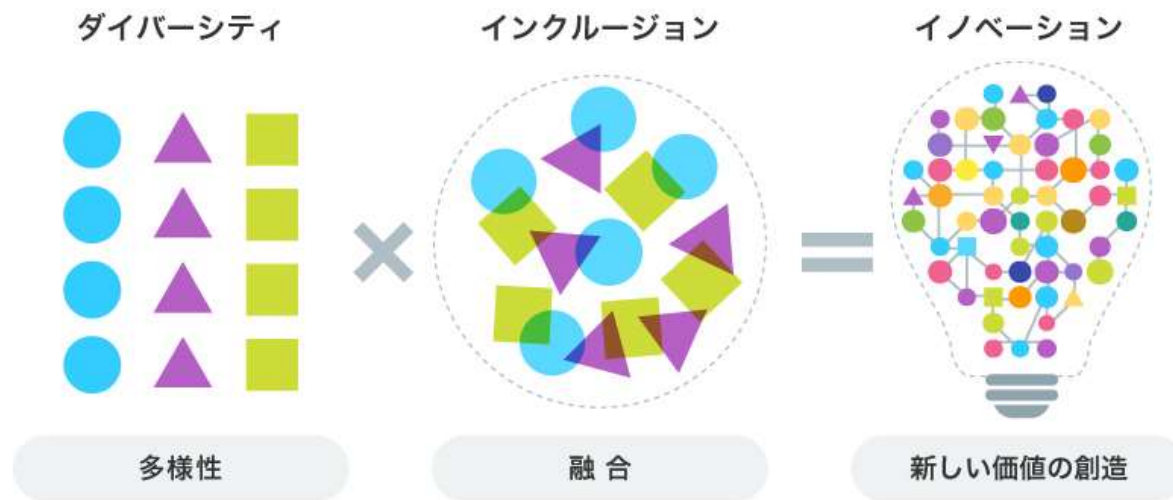 ダイバーシティ
インクルージョン
イノベーション
多様性
融 合
新しい価値の創造